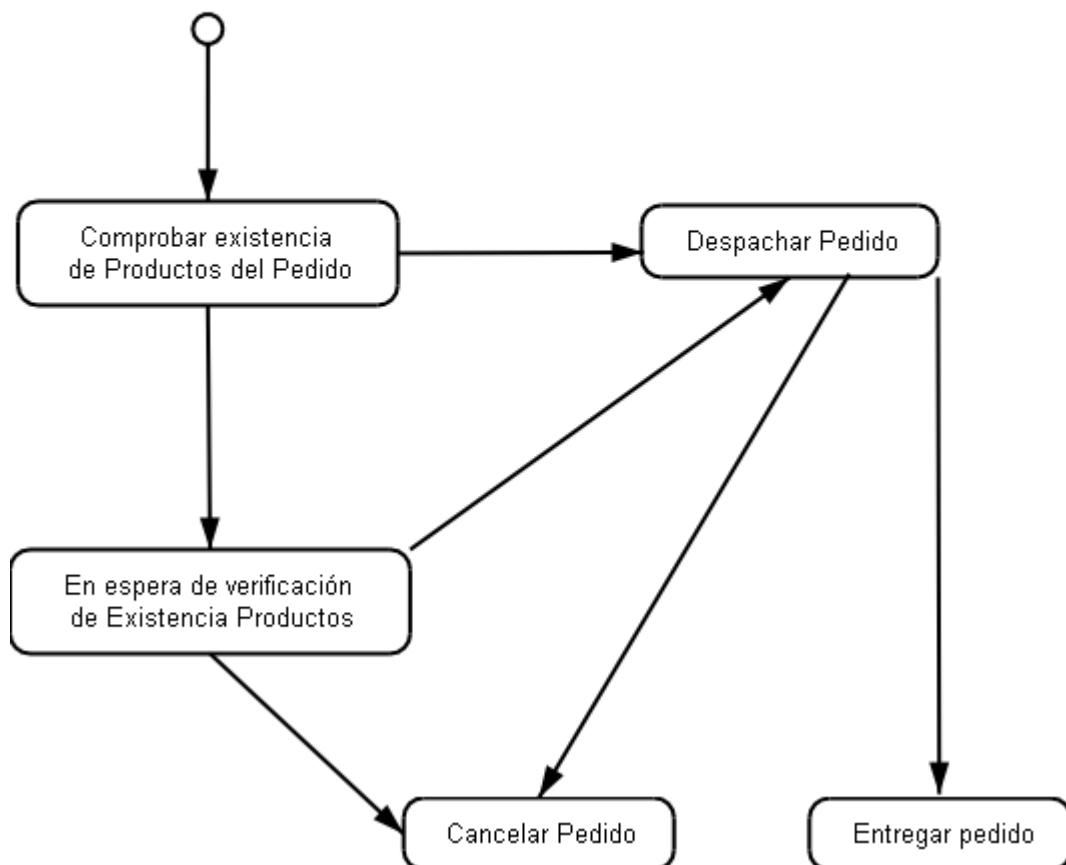 Comprobar existencia
de Productos del Pedido
Despachar Pedido
En espera de verificación
de Existencia Productos
Cancelar Pedido
Entregar pedido